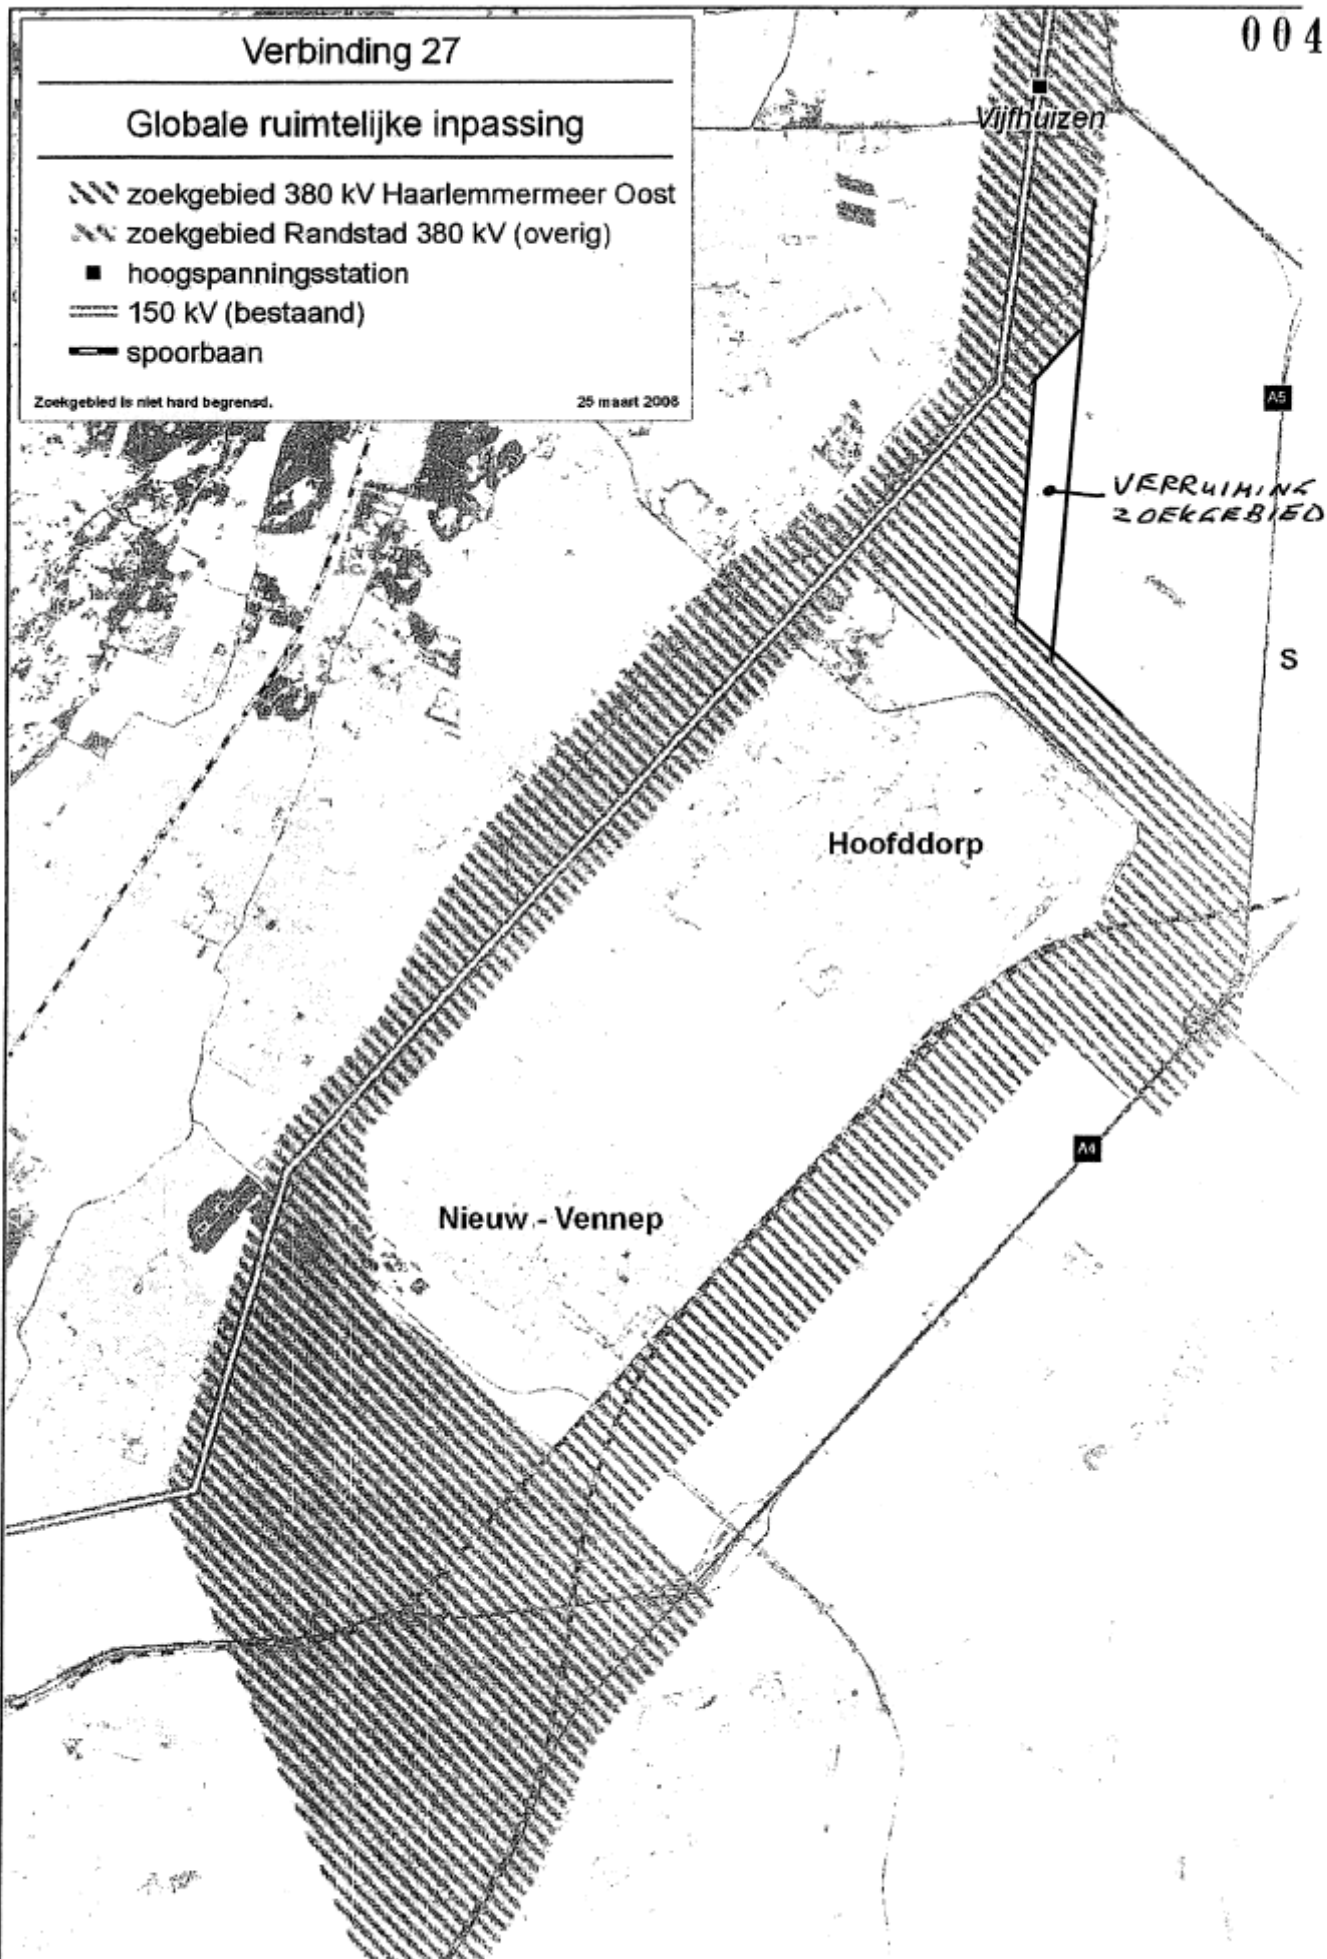 004
Verbinding 27
Globale ruimtelijke inpassing
zoekgebied 380 kV Haarlemmermeer Oost
zoekgebied Randstad 380 kV (overig)
hoogspanningsstation
150 kV (bestaand)
spoorbaan
Zoekgebied is niet hard begrensd.
25 maart 2008
Vijfhuizen
A5
VERRUIMING
ZOEKGEBIED
S
Hoofddorp
A4
Nieuw - Vennep